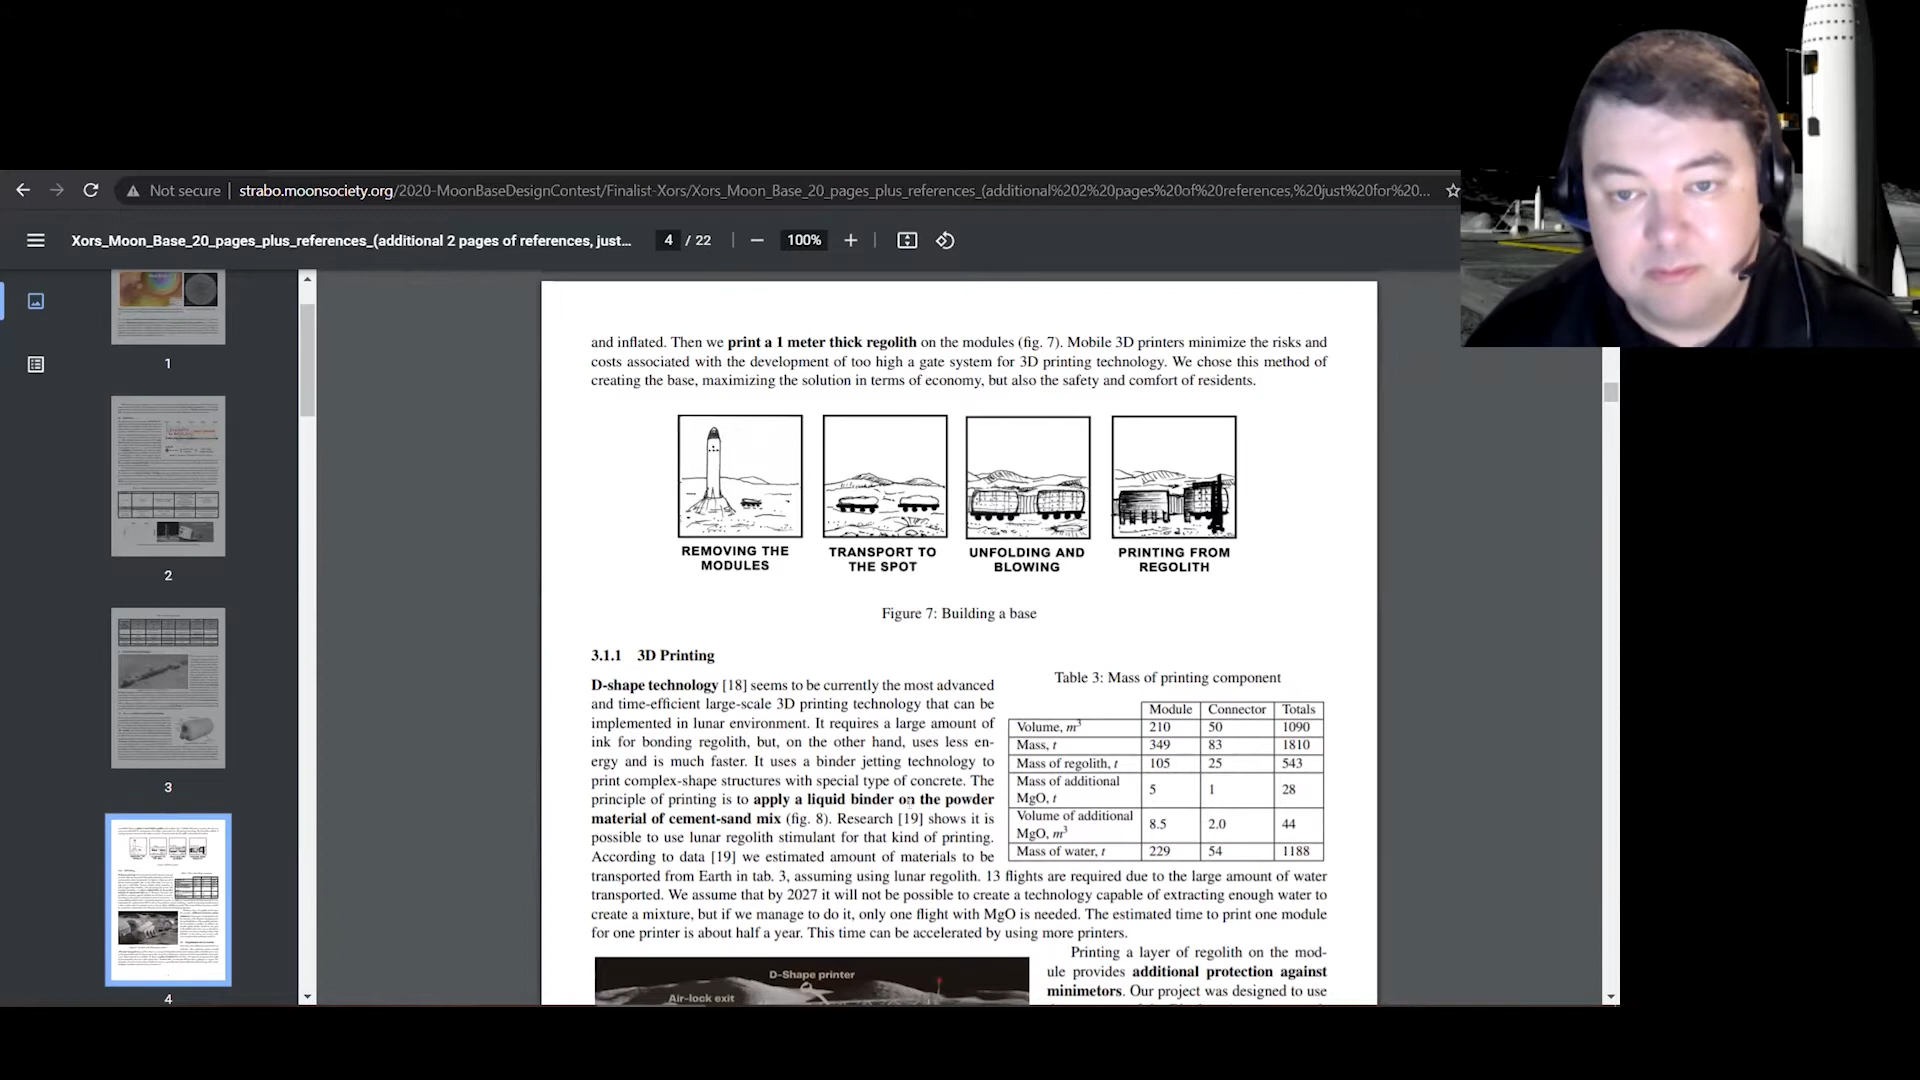 Not secure
strabo.moonsociety.org/2020-MoonBaseDesignContest/Finalist-Xors/Xors_Moon_Base_20_pages_plus_references_(additional%202%20pages%20of%20references,%20just%20for%20...
Xors_Moon_Base_20_pages_plus_references_(additional 2 pages of references, just...
4 / 22
100%
1
2
3
4
and inflated. Then we print a 1 meter thick regolith on the modules (fig. 7). Mobile 3D printers minimize the risks and
costs associated with the development of too high a gate system for 3D printing technology. We chose this method of
creating the base, maximizing the solution in terms of economy, but also the safety and comfort of residents.
REMOVING THE
MODULES
TRANSPORT TO
THE SPOT
UNFOLDING AND
BLOWING
PRINTING FROM
REGOLITH
Figure 7: Building a base
3.1.1 3D Printing
D-shape technology [18] seems to be currently the most advanced
and time-efficient large-scale 3D printing technology that can be
implemented in lunar environment. It requires a large amount of
ink for bonding regolith, but, on the other hand, uses less en-
ergy and is much faster. It uses a binder jetting technology to
print complex-shape structures with special type of concrete. The
principle of printing is to apply a liquid binder on the powder
material of cement-sand mix (fig. 8). Research [19] shows it is
possible to use lunar regolith stimulant for that kind of printing.
According to data [19] we estimated amount of materials to be
transported from Earth in tab. 3, assuming using lunar regolith. 13 flights are required due to the large amount of water
transported. We assume that by 2027 it will not be possible to create a technology capable of extracting enough water to
create a mixture, but if we manage to do it, only one flight with MgO is needed. The estimated time to print one module
for one printer is about half a year. This time can be accelerated by using more printers.
Table 3: Mass of printing component
Module Connector Totals
Volume, m³ 210 50 1090
Mass, t 349 83 1810
Mass of regolith, t 105 25 543
Mass of additional
MgO, t 5 1 28
Volume of additional
MgO, m³ 8.5 2.0 44
Mass of water, t 229 54 1188
D-Shape printer
Air-lock exit
Printing a layer of regolith on the mod-
ule provides additional protection against
minimetors. Our project was designed to use